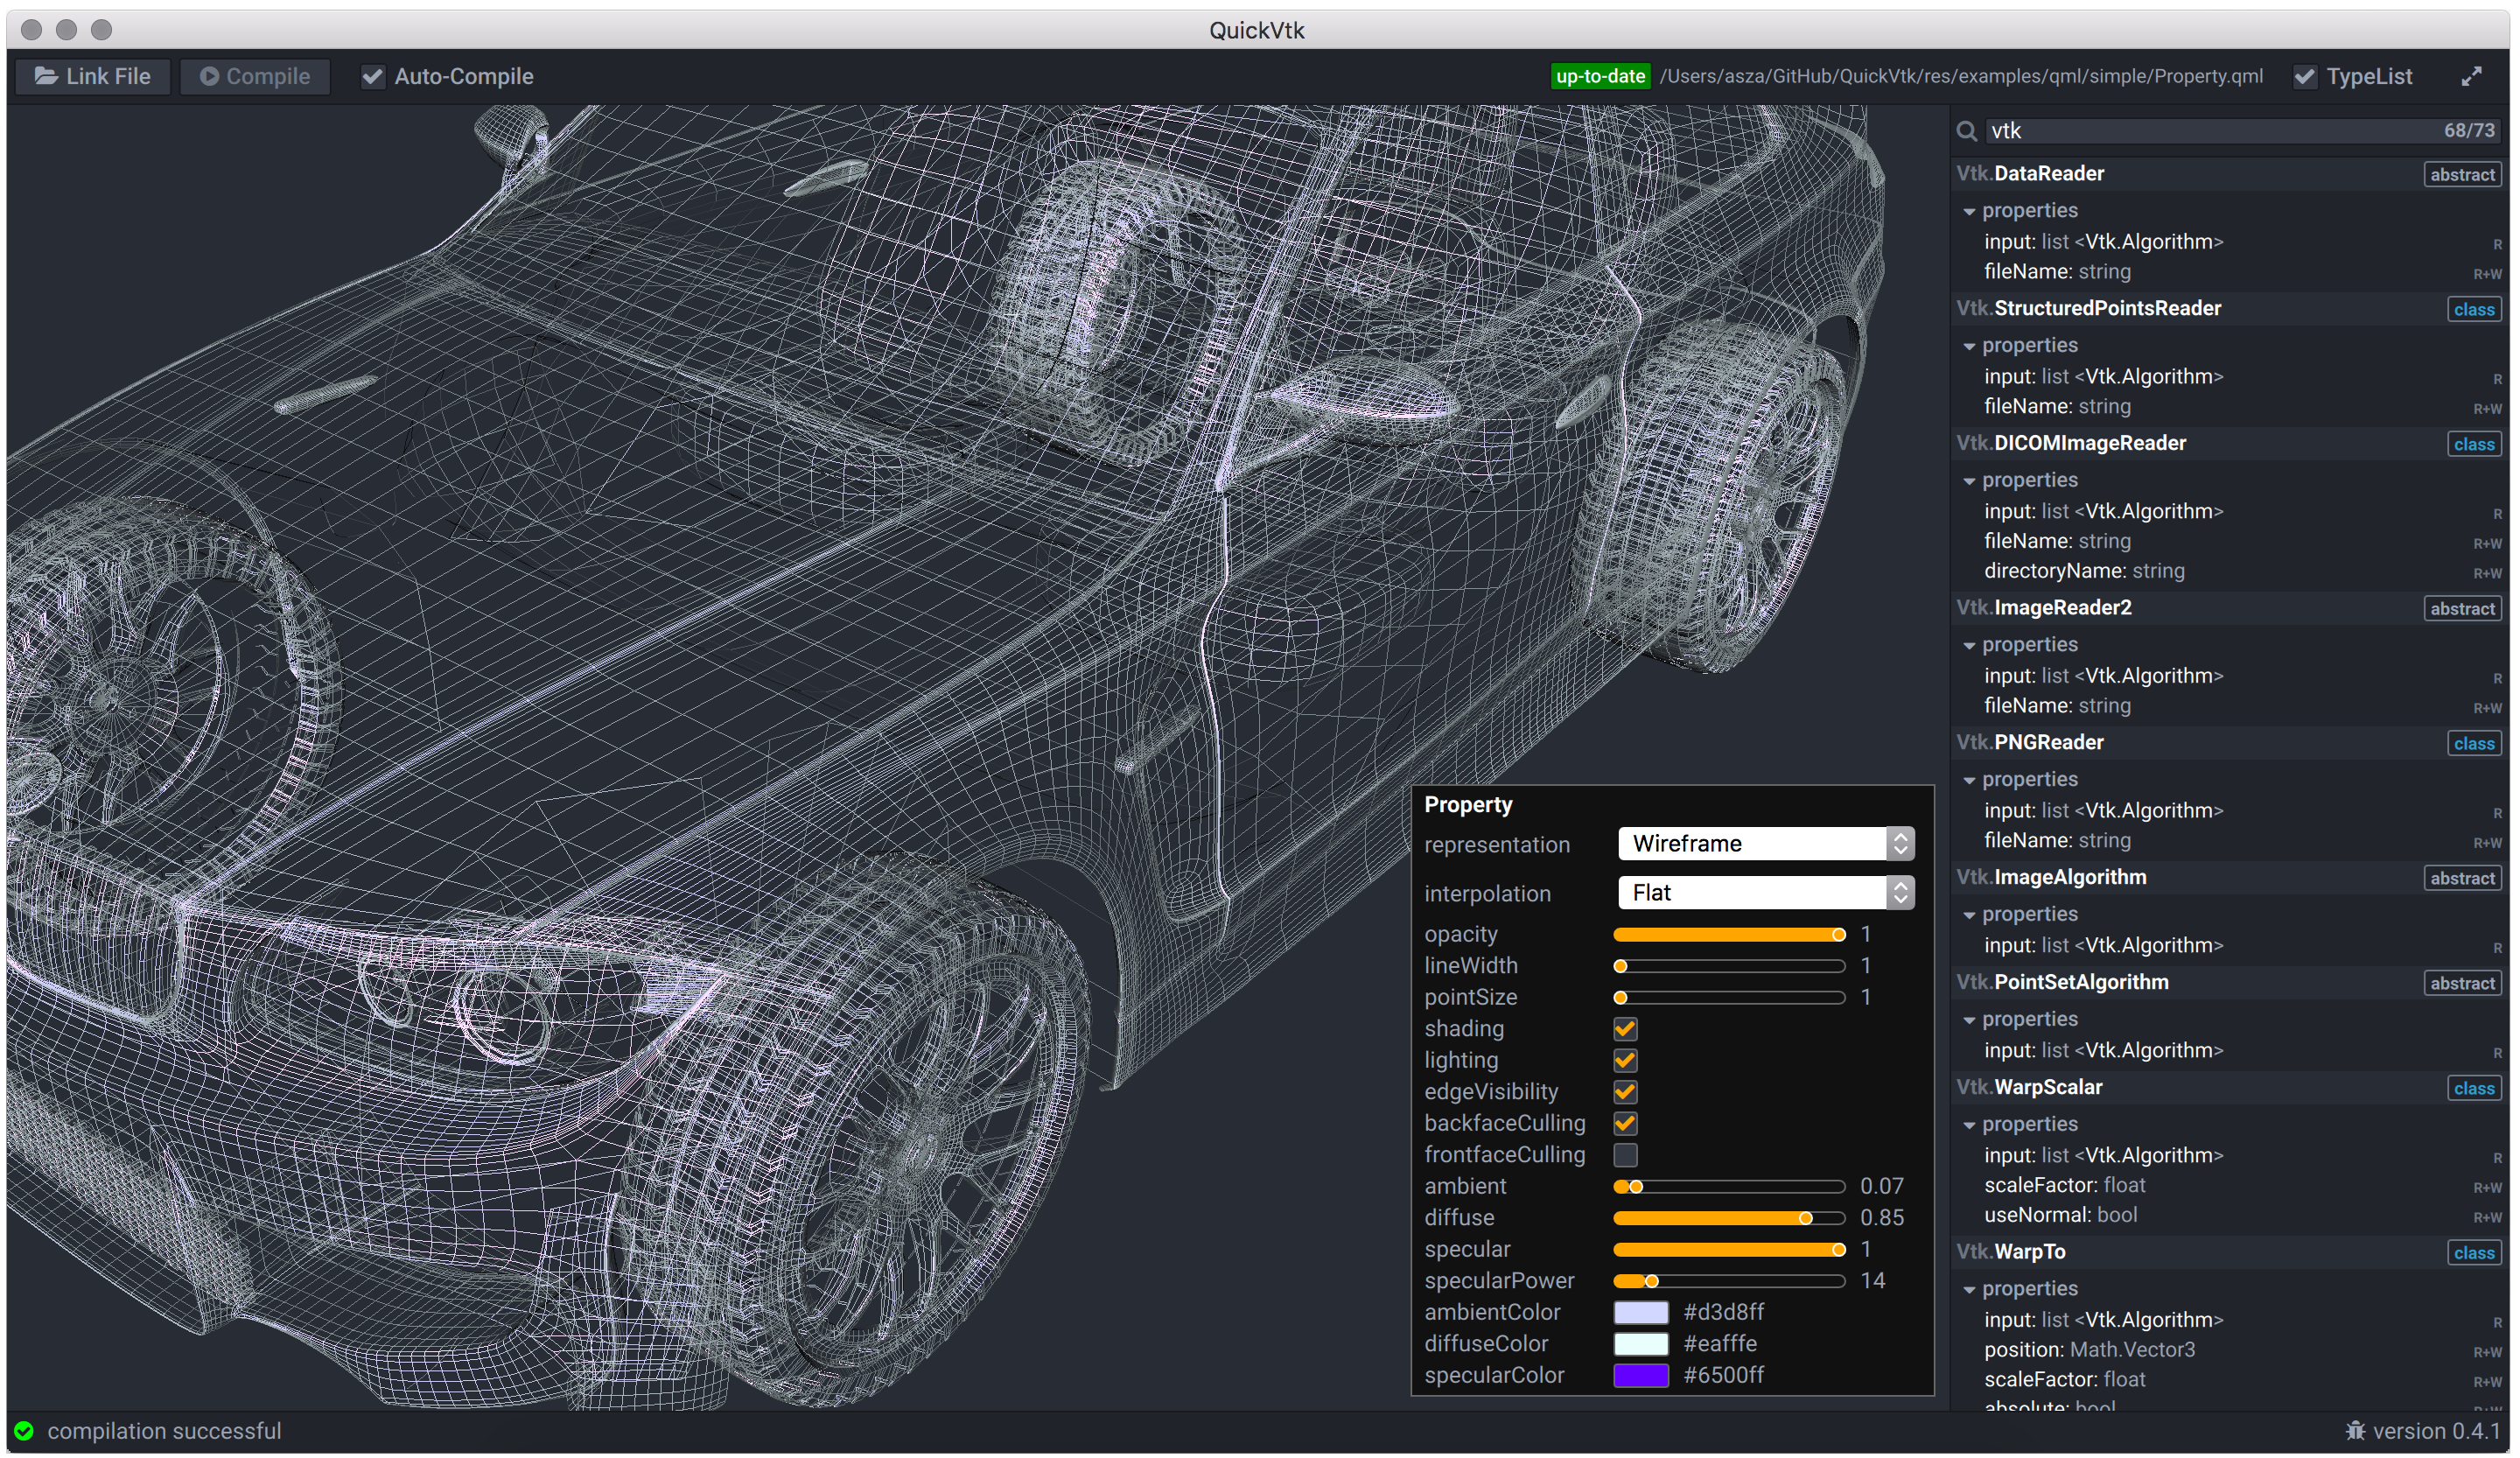 QuickVtk
Link File Compile Auto-Compile up-to-date /Users/asza/GitHub/QuickVtk/res/examples/qml/simple/Property.qml TypeList
vtk 68/73
Vtk.DataReader abstract
properties
input: list <Vtk.Algorithm> R
fileName: string R+W
Vtk.StructuredPointsReader class
properties
input: list <Vtk.Algorithm> R
fileName: string R+W
Vtk.DICOMImageReader class
properties
input: list <Vtk.Algorithm> R
fileName: string R+W
directoryName: string R+W
Vtk.ImageReader2 abstract
properties
input: list <Vtk.Algorithm> R
fileName: string R+W
Vtk.PNGReader class
properties
input: list <Vtk.Algorithm> R
fileName: string R+W
Vtk.ImageAlgorithm abstract
properties
input: list <Vtk.Algorithm> R
Vtk.PointSetAlgorithm abstract
properties
input: list <Vtk.Algorithm> R
Vtk.WarpScalar class
properties
input: list <Vtk.Algorithm> R
scaleFactor: float R+W
useNormal: bool R+W
Vtk.WarpTo class
properties
input: list <Vtk.Algorithm> R
position: Math.Vector3 R+W
scaleFactor: float R+W
absolute: bool R+W
Property
representation Wireframe
interpolation Flat
opacity 1
lineWidth 1
pointSize 1
shading
lighting
edgeVisibility
backfaceCulling
frontfaceCulling
ambient 0.07
diffuse 0.85
specular 1
specularPower 14
ambientColor #d3d8ff
diffuseColor #eafffe
specularColor #6500ff
compilation successful version 0.4.1